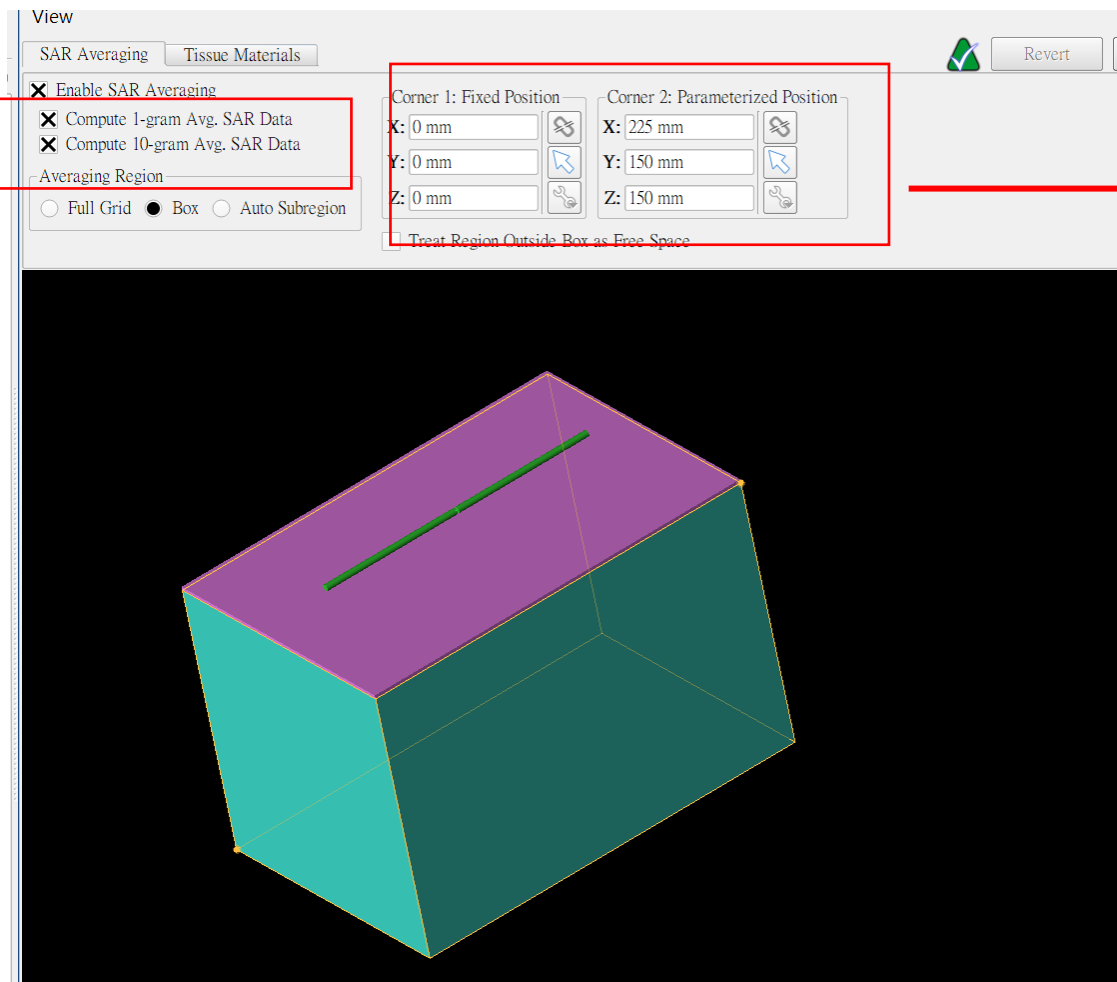 View
SAR Averaging Tissue Materials Revert
Enable SAR Averaging
Compute 1-gram Avg. SAR Data
Compute 10-gram Avg. SAR Data
Averaging Region
Full Grid Box Auto Subregion
Corner 1: Fixed Position
X: 0 mm
Y: 0 mm
Z: 0 mm
Corner 2: Parameterized Position
X: 225 mm
Y: 150 mm
Z: 150 mm
Treat Region Outside Box as Free Space